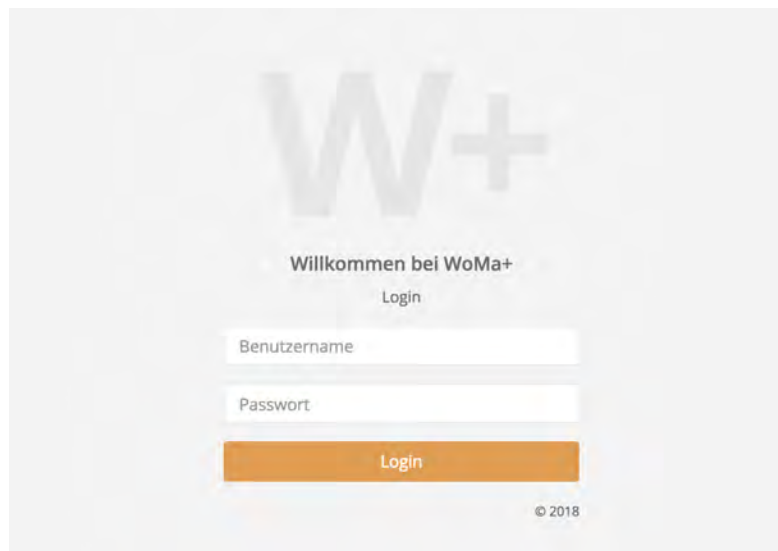 W+
Willkommen bei WoMa+
Login
Benutzername
Passwort
Login
© 2018